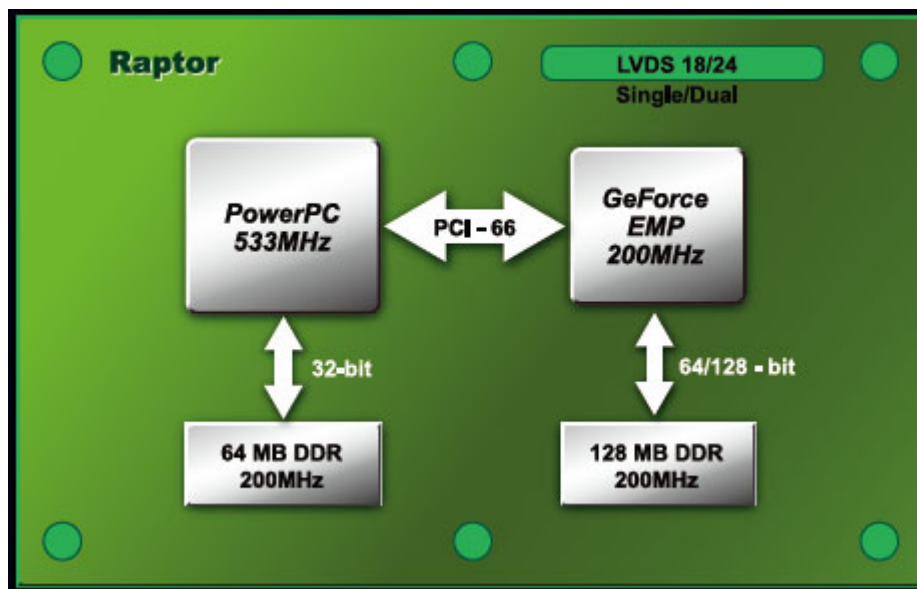 Raptor
LVDS 18/24
Single/Dual
PowerPC
533MHz
PCI - 66
GeForce
EMP
200MHz
32-bit
64/128 - bit
64 MB DDR
200MHz
128 MB DDR
200MHz